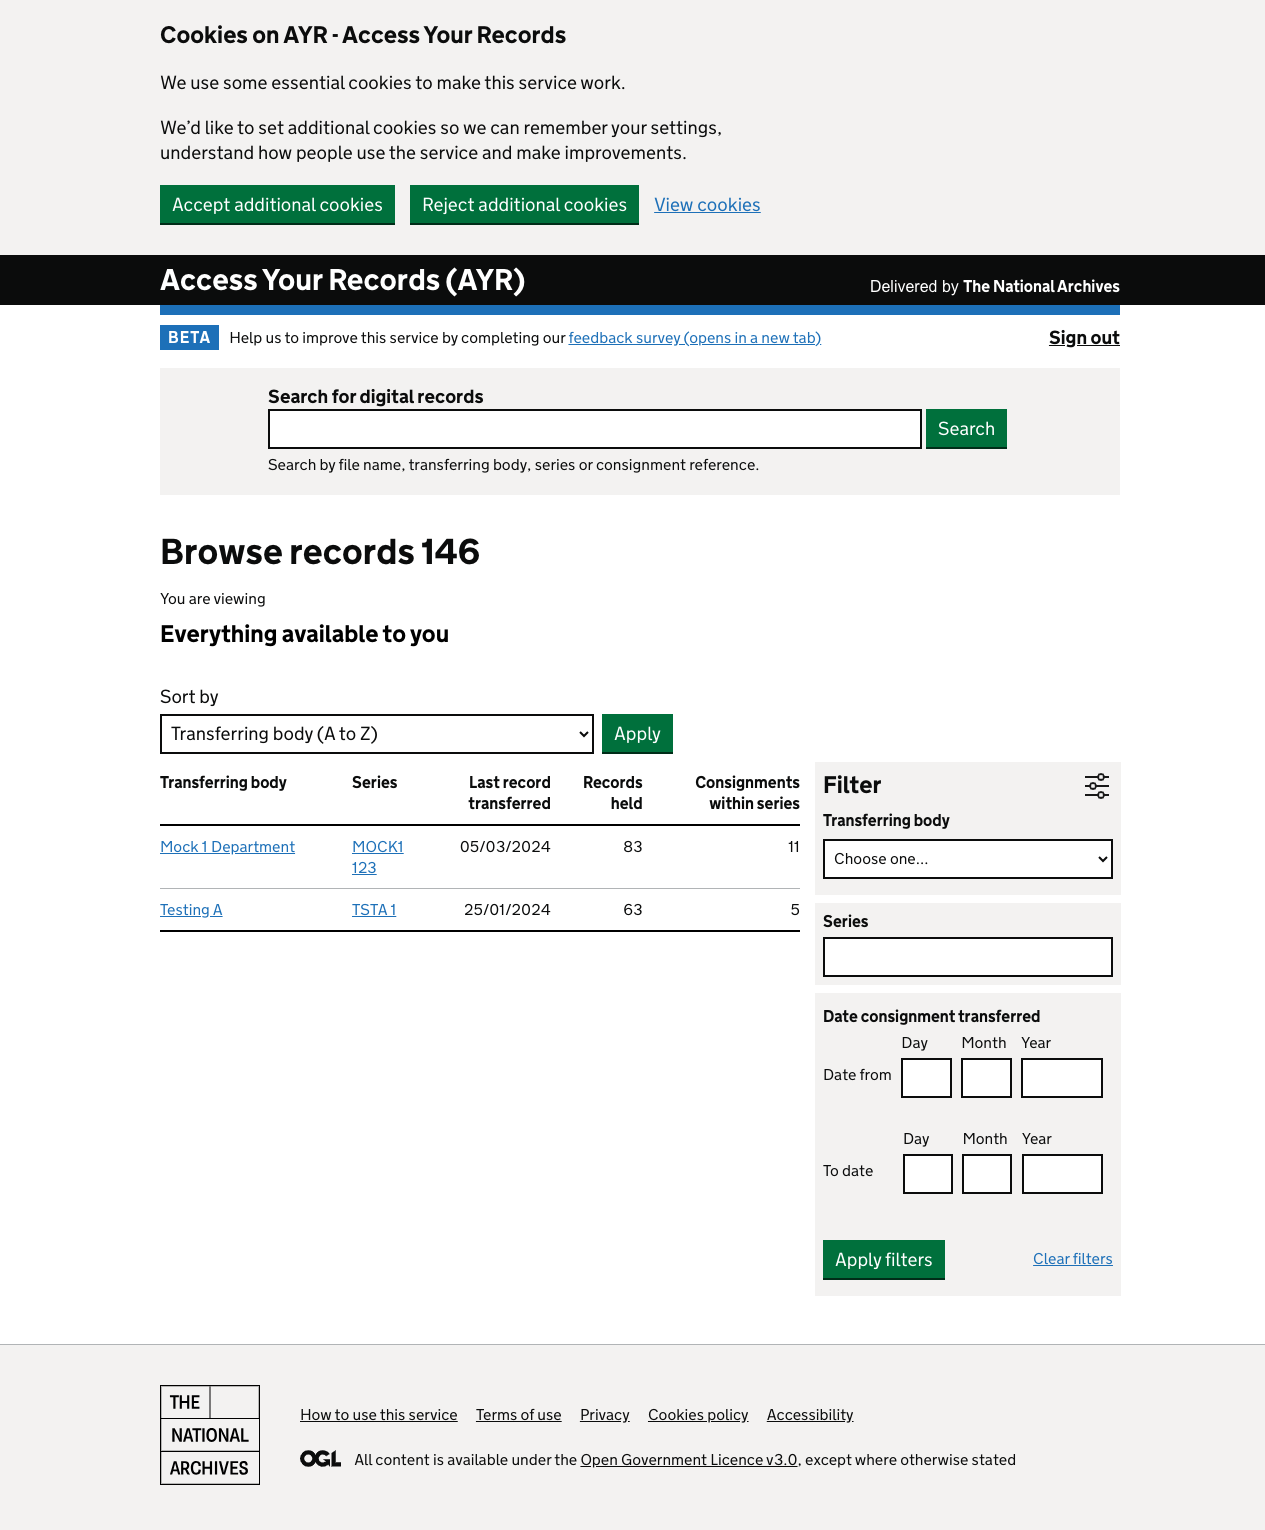 Cookies on AYR - Access Your Records
We use some essential cookies to make this service work.
We’d like to set additional cookies so we can remember your settings,
understand how people use the service and make improvements.
Accept additional cookies Reject additional cookies View cookies
Access Your Records (AYR) Delivered by The National Archives
BETA Help us to improve this service by completing our feedback survey (opens in a new tab) Sign out
Search for digital records
Search
Search by file name, transferring body, series or consignment reference.
Browse records 146
You are viewing
Everything available to you
Sort by
Transferring body (A to Z) Apply
Transferring body Series Last record transferred Records held Consignments within series
Mock 1 Department MOCK1 123 05/03/2024 83 11
Testing A TSTA 1 25/01/2024 63 5
Filter
Transferring body
Choose one...
Series
Date consignment transferred
Day Month Year
Date from
Day Month Year
To date
Apply filters Clear filters
THE
NATIONAL
ARCHIVES
How to use this service Terms of use Privacy Cookies policy Accessibility
OGL All content is available under the Open Government Licence v3.0, except where otherwise stated